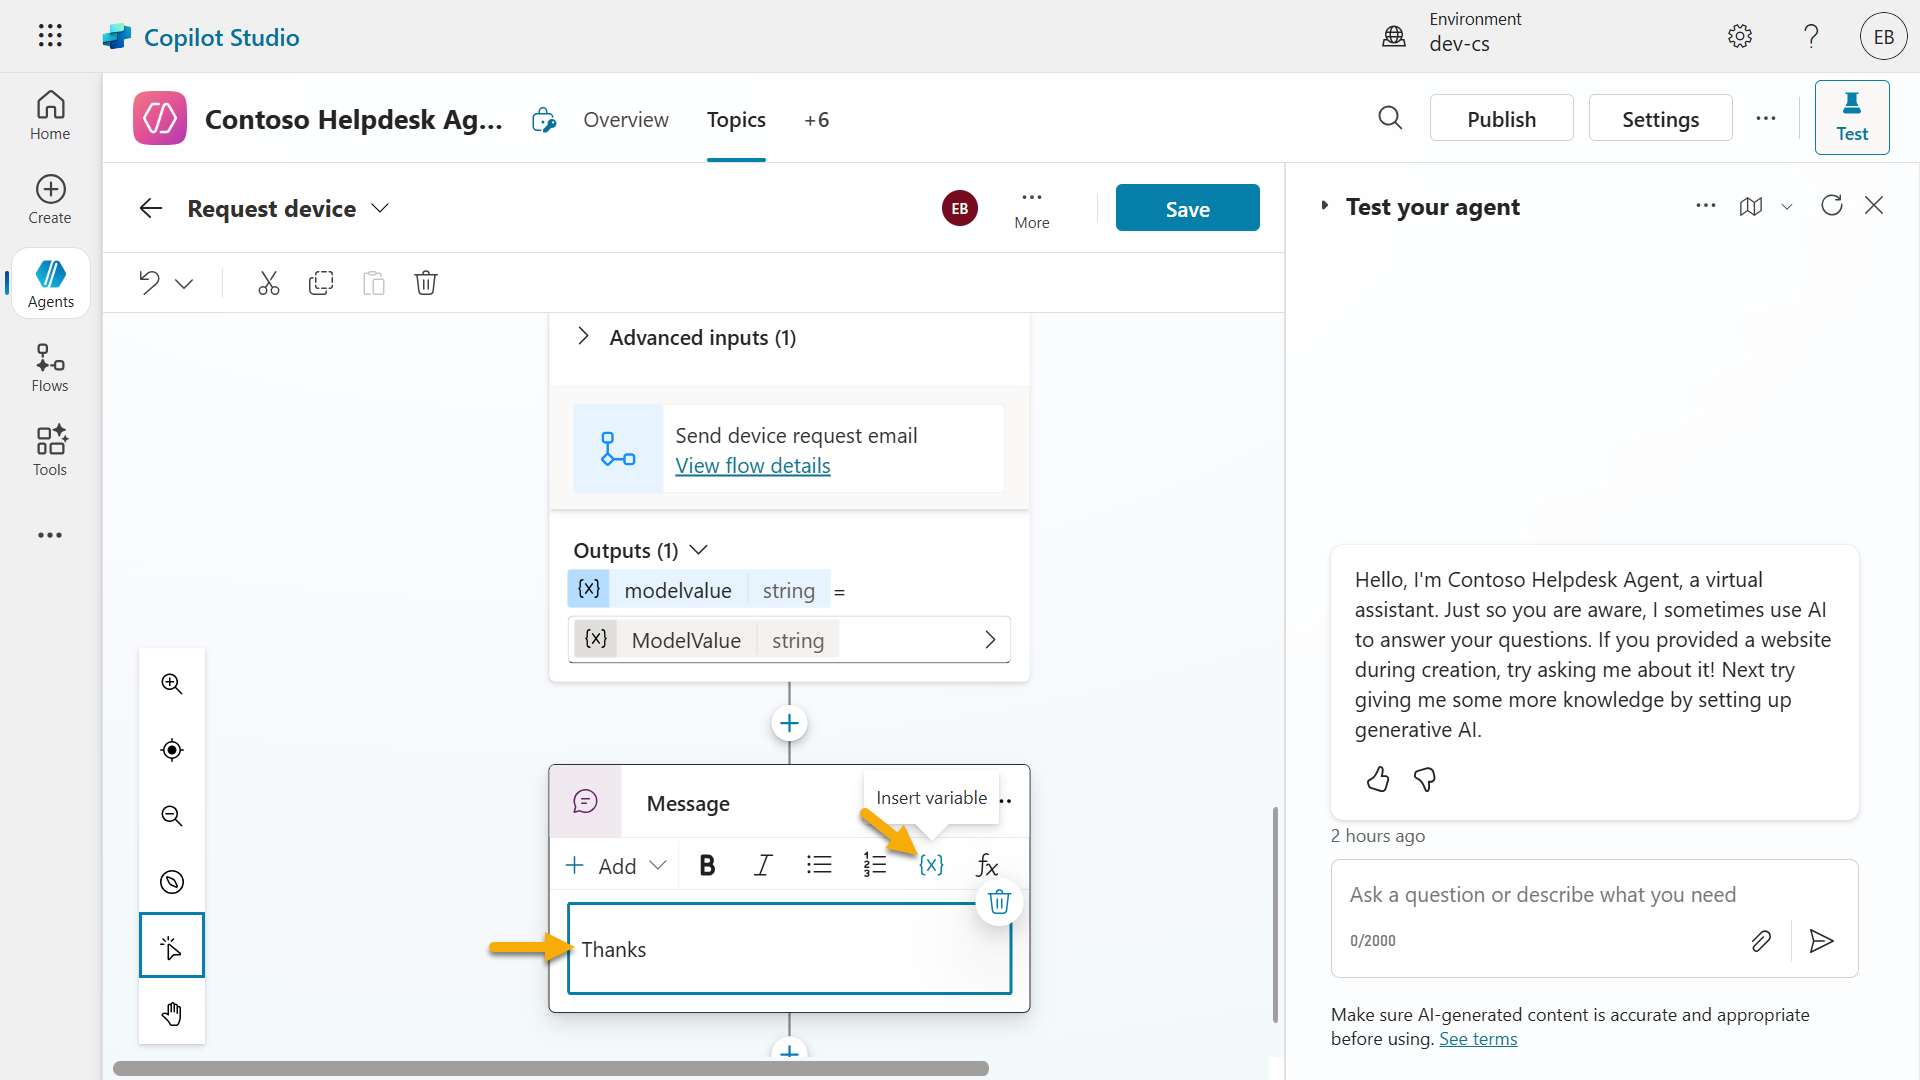 Copilot Studio
Environment
dev-cs
EB
Home
Create
Agents
Flows
Tools
Contoso Helpdesk Ag...
Overview
Topics
+6
Publish
Settings
Test
Request device
EB
More
Save
Advanced inputs (1)
Send device request email
View flow details
Outputs (1)
{x} modelvalue string =
{x} ModelValue string
Message
Insert variable
Add
B
I
{x}
fx
Thanks
Test your agent
Hello, I'm Contoso Helpdesk Agent, a virtual
assistant. Just so you are aware, I sometimes use AI
to answer your questions. If you provided a website
during creation, try asking me about it! Next try
giving me some more knowledge by setting up
generative AI.
2 hours ago
Ask a question or describe what you need
0/2000
Make sure AI-generated content is accurate and appropriate
before using. See terms